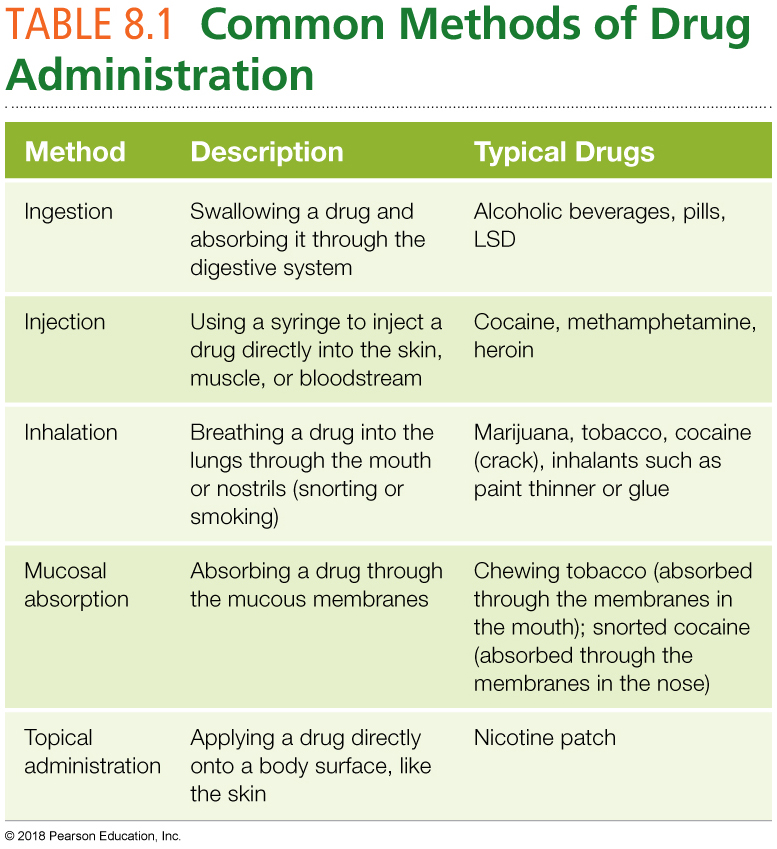 TABLE 8.1 Common Methods of Drug
Administration
Method Description Typical Drugs
Ingestion
Swallowing a drug and
absorbing it through the
digestive system
Alcoholic beverages, pills,
LSD
Injection
Using a syringe to inject a
drug directly into the skin,
muscle, or bloodstream
Cocaine, methamphetamine,
heroin
Inhalation
Breathing a drug into the
lungs through the mouth
or nostrils (snorting or
smoking)
Marijuana, tobacco, cocaine
(crack), inhalants such as
paint thinner or glue
Mucosal
absorption
Absorbing a drug through
the mucous membranes
Chewing tobacco (absorbed
through the membranes in
the mouth); snorted cocaine
(absorbed through the
membranes in the nose)
Topical
administration
Applying a drug directly
onto a body surface, like
the skin
Nicotine patch
© 2018 Pearson Education, Inc.